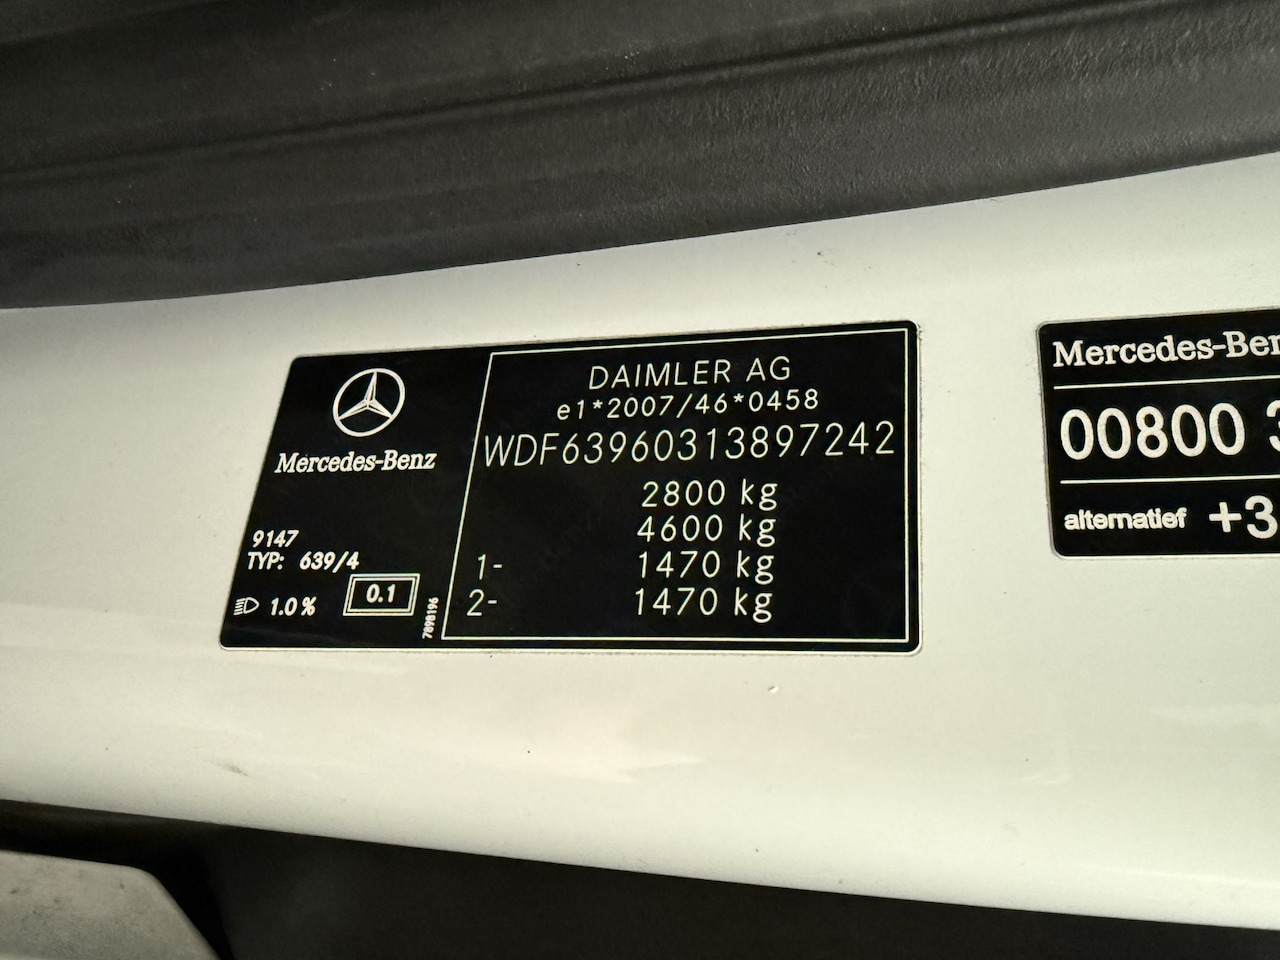 Mercedes-Benz
9147
TYP: 639/4
1.0 %
0.1
7898196
DAIMLER AG
e1*2007/46*0458
WDF63960313897242
2800 kg
4600 kg
1- 1470 kg
2- 1470 kg
Mercedes-Ben
00800 3
alternatief +3